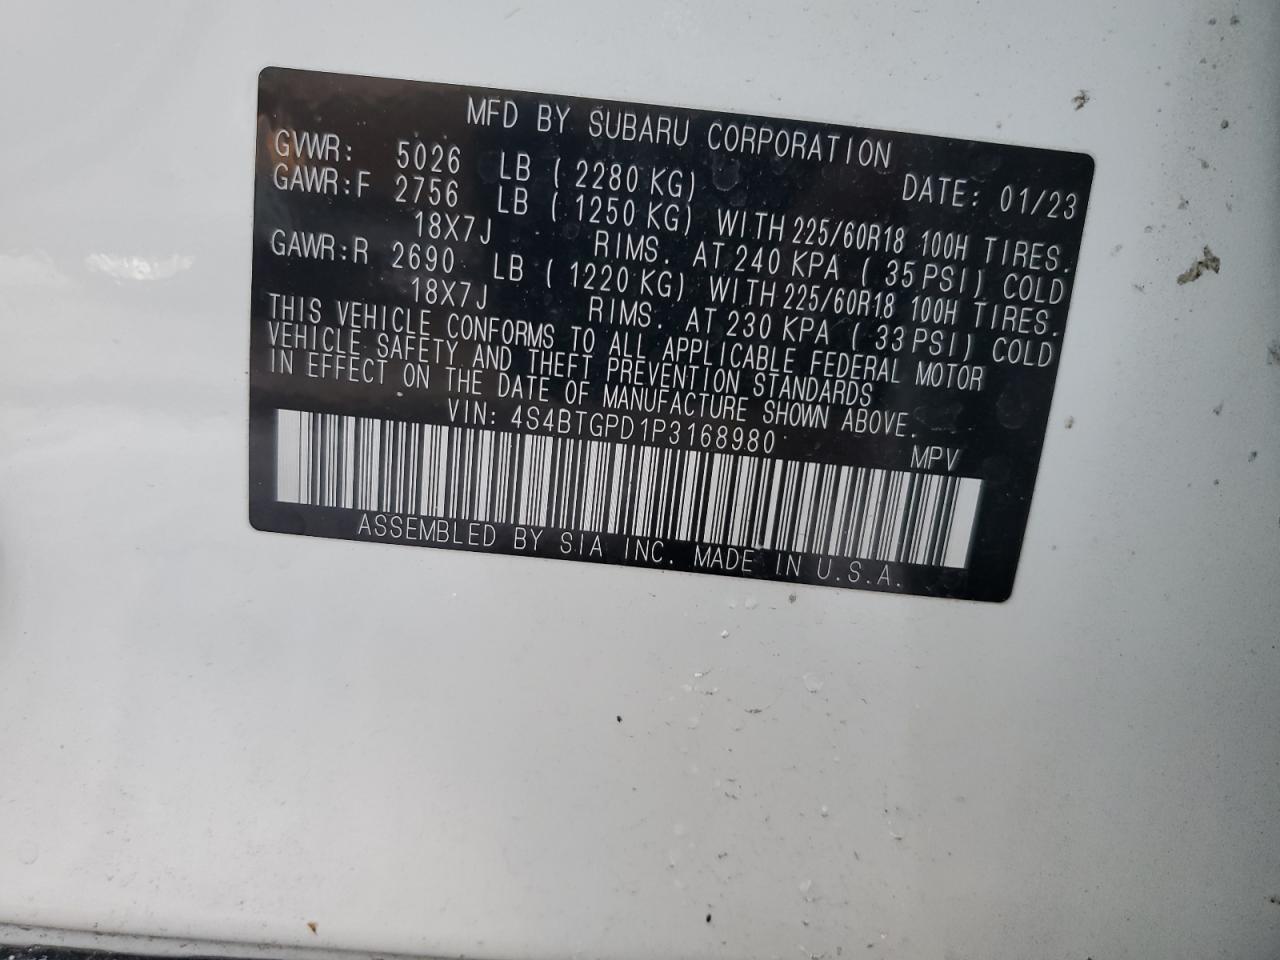 MFD BY SUBARU CORPORATION
DATE: 01/23
GVWR: 5026 LB ( 2280 KG)
GAWR:F 2756 LB ( 1250 KG) WITH 225/60R18 100H TIRES.
18X7J RIMS. AT 240 KPA ( 35 PSI) COLD
GAWR:R 2690 LB ( 1220 KG) WITH 225/60R18 100H TIRES.
18X7J RIMS. AT 230 KPA ( 33 PSI) COLD
THIS VEHICLE CONFORMS TO ALL APPLICABLE FEDERAL MOTOR
VEHICLE SAFETY AND THEFT PREVENTION STANDARDS
IN EFFECT ON THE DATE OF MANUFACTURE SHOWN ABOVE.
VIN: 4S4BTGPD1P3168980 MPV
ASSEMBLED BY SIA INC. MADE IN U.S.A.